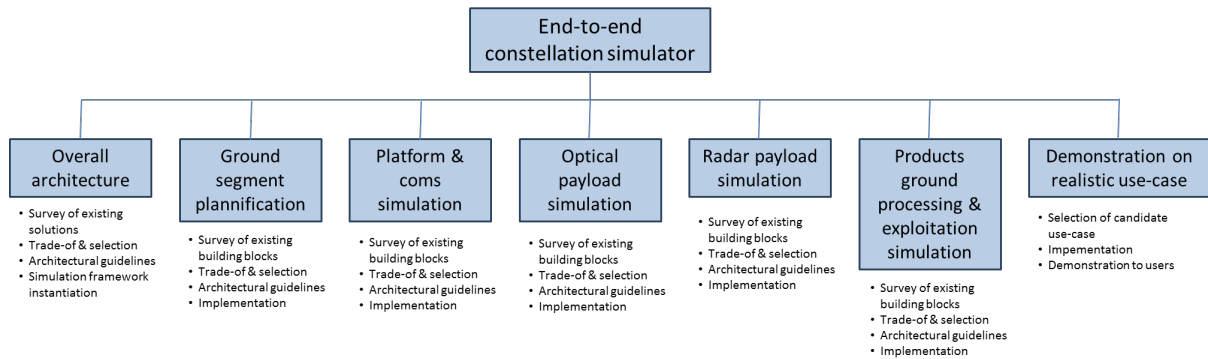 End-to-end
constellation simulator
Overall
architecture
• Survey of existing
solutions
• Trade-of & selection
• Architectural guidelines
• Simulation framework
instantiation
Ground
segment
plannification
• Survey of existing
building blocks
• Trade-of & selection
• Architectural guidelines
• Implementation
Platform &
coms
simulation
• Survey of existing
building blocks
• Trade-of & selection
• Architectural guidelines
• Implementation
Optical
payload
simulation
• Survey of existing
building blocks
• Trade-of & selection
• Architectural guidelines
• Implementation
Radar payload
simulation
• Survey of existing
building blocks
• Trade-of & selection
• Architectural guidelines
• Implementation
Products
ground
processing &
exploitation
simulation
• Survey of existing
building blocks
• Trade-of & selection
• Architectural guidelines
• Implementation
Demonstration on
realistic use-case
• Selection of candidate
use-case
• Impementation
• Demonstration to users